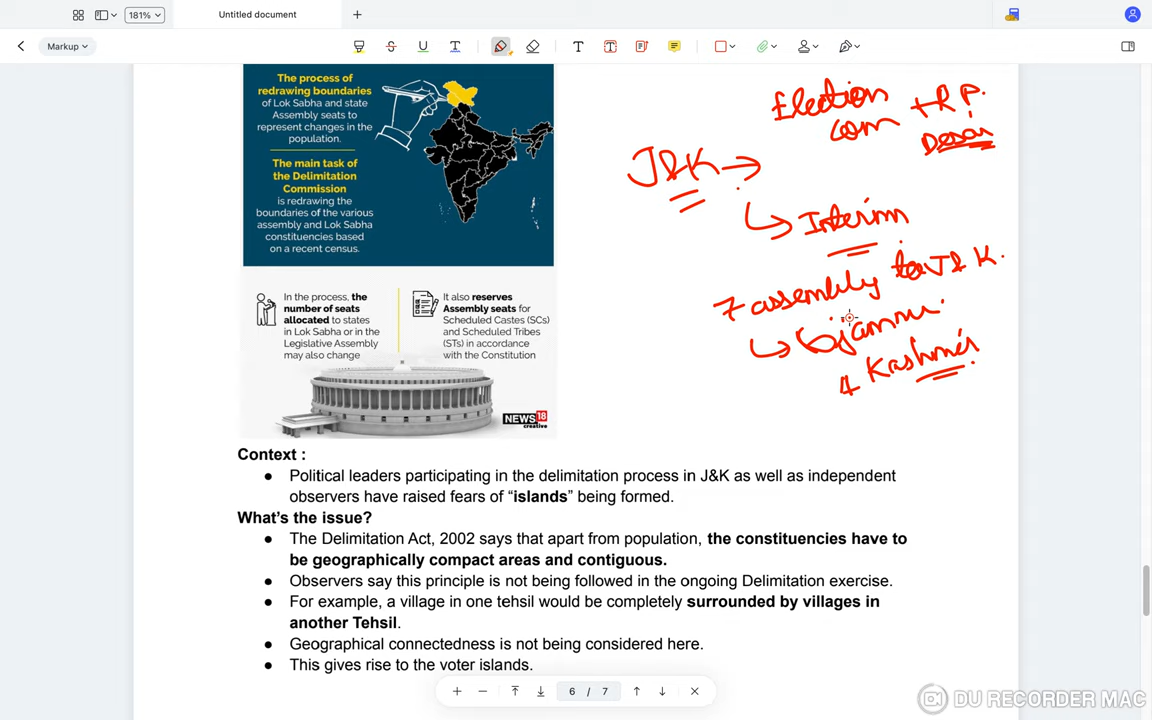 181%
Untitled document
Markup
The process of
redrawing boundaries
of Lok Sabha and state
Assembly seats to
represent changes in the
population.
The main task of
the Delimitation
Commission
is redrawing the
boundaries of the various
assembly and Lok Sabha
constituencies based
on a recent census.
In the process, the
number of seats
allocated to states
in Lok Sabha or in the
Legislative Assembly
may also change
It also reserves
Assembly seats for
Scheduled Castes (SCs)
and Scheduled Tribes
(STs) in accordance
with the Constitution
NEWS18
creative
Election
com
+ R P.
Desai
J&K →
Interim
7 assembly to J & K.
6 jammu
4 Kashmir
Context :
● Political leaders participating in the delimitation process in J&K as well as independent
observers have raised fears of “islands” being formed.
What’s the issue?
● The Delimitation Act, 2002 says that apart from population, the constituencies have to
be geographically compact areas and contiguous.
● Observers say this principle is not being followed in the ongoing Delimitation exercise.
● For example, a village in one tehsil would be completely surrounded by villages in
another Tehsil.
● Geographical connectedness is not being considered here.
● This gives rise to the voter islands.
6 / 7
DU RECORDER MAC